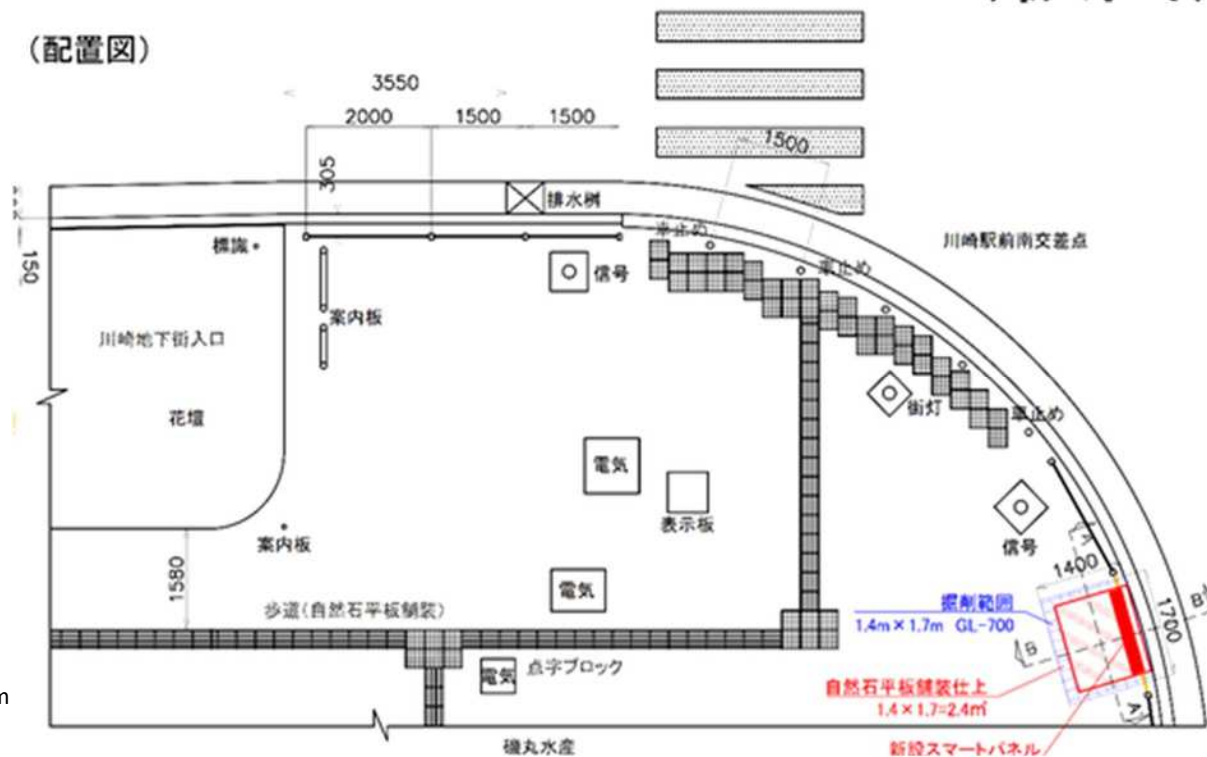 （配置図）
3550
2000
1500
1500
305
1500
排水桝
川崎駅前南交差点
標識
信号
車止め
車止め
150
案内板
川崎地下街入口
街灯
車止め
花壇
電気
表示板
信号
案内板
A
1400
1580
電気
掘削範囲
1.4m×1.7m GL-700
1700
B
歩道(自然石平板舗装)
B
点字ブロック
電気
自然石平板舗装仕上
1.4×1.7=2.4㎡
A
m
磯丸水産
新設スマートパネル